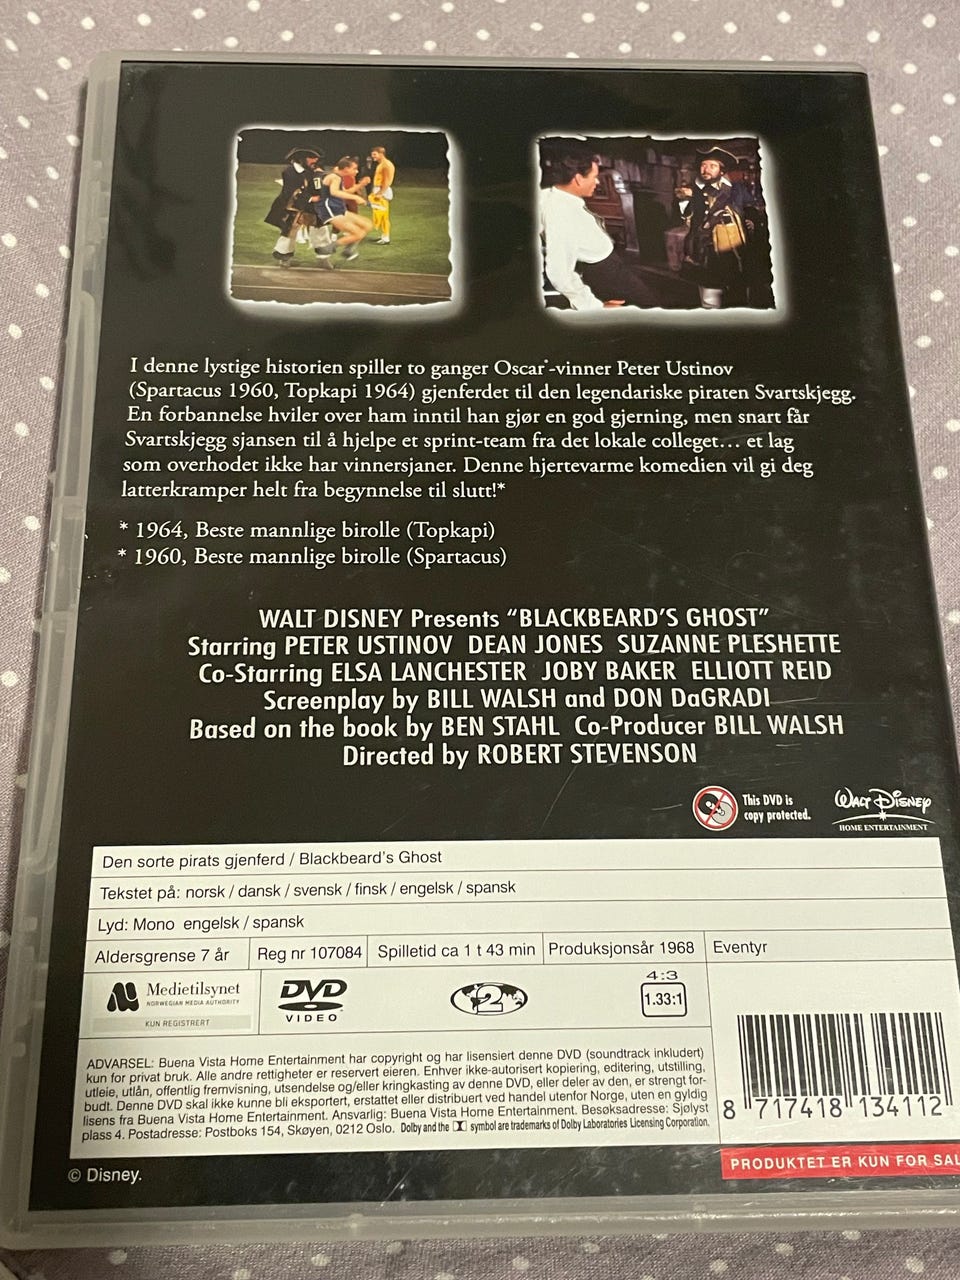 I denne lystige historien spiller to ganger Oscar®-vinner Peter Ustinov
(Spartacus 1960, Topkapi 1964) gjenferdet til den legendariske piraten Svartskjegg.
En forbannelse hviler over ham inntil han gjør en god gjerning, men snart får
Svartskjegg sjansen til å hjelpe et sprint-team fra det lokale colleget... et lag
som overhodet ikke har vinnersjaner. Denne hjertevarme komedien vil gi deg
latterkramper helt fra begynnelse til slutt!*
* 1964, Beste mannlige birolle (Topkapi)
* 1960, Beste mannlige birolle (Spartacus)
WALT DISNEY Presents “BLACKBEARD’S GHOST”
Starring PETER USTINOV DEAN JONES SUZANNE PLESHETTE
Co-Starring ELSA LANCHESTER JOBY BAKER ELLIOTT REID
Screenplay by BILL WALSH and DON DaGRADI
Based on the book by BEN STAHL Co-Producer BILL WALSH
Directed by ROBERT STEVENSON
This DVD is
copy protected.
WALT DISNEY
HOME ENTERTAINMENT
Den sorte pirats gjenferd / Blackbeard’s Ghost
Tekstet på: norsk / dansk / svensk / finsk / engelsk / spansk
Lyd: Mono engelsk / spansk
Aldersgrense 7 år Reg nr 107084 Spilletid ca 1 t 43 min Produksjonsår 1968 Eventyr
Medietilsynet
NORWEGIAN MEDIA AUTHORITY
KUN REGISTRERT
DVD
VIDEO
2
4:3
1.33:1
ADVARSEL: Buena Vista Home Entertainment har copyright og har lisensiert denne DVD (soundtrack inkludert)
kun for privat bruk. Alle andre rettigheter er reservert eieren. Enhver ikke-autorisert kopiering, editering, utstilling,
utleie, utlån, offentlig fremvisning, utsendelse og/eller kringkasting av denne DVD, eller deler av den, er strengt for-
budt. Denne DVD skal ikke kunne bli eksportert, erstattet eller distribuert ved handel utenfor Norge, uten en gyldig
lisens fra Buena Vista Home Entertainment. Ansvarlig: Buena Vista Home Entertainment. Besøksadresse: Sjølyst
plass 4. Postadresse: Postboks 154, Skøyen, 0212 Oslo. Dolby and the symbol are trademarks of Dolby Laboratories Licensing Corporation.
8 717418 134112
PRODUKTET ER KUN FOR SAL
© Disney.